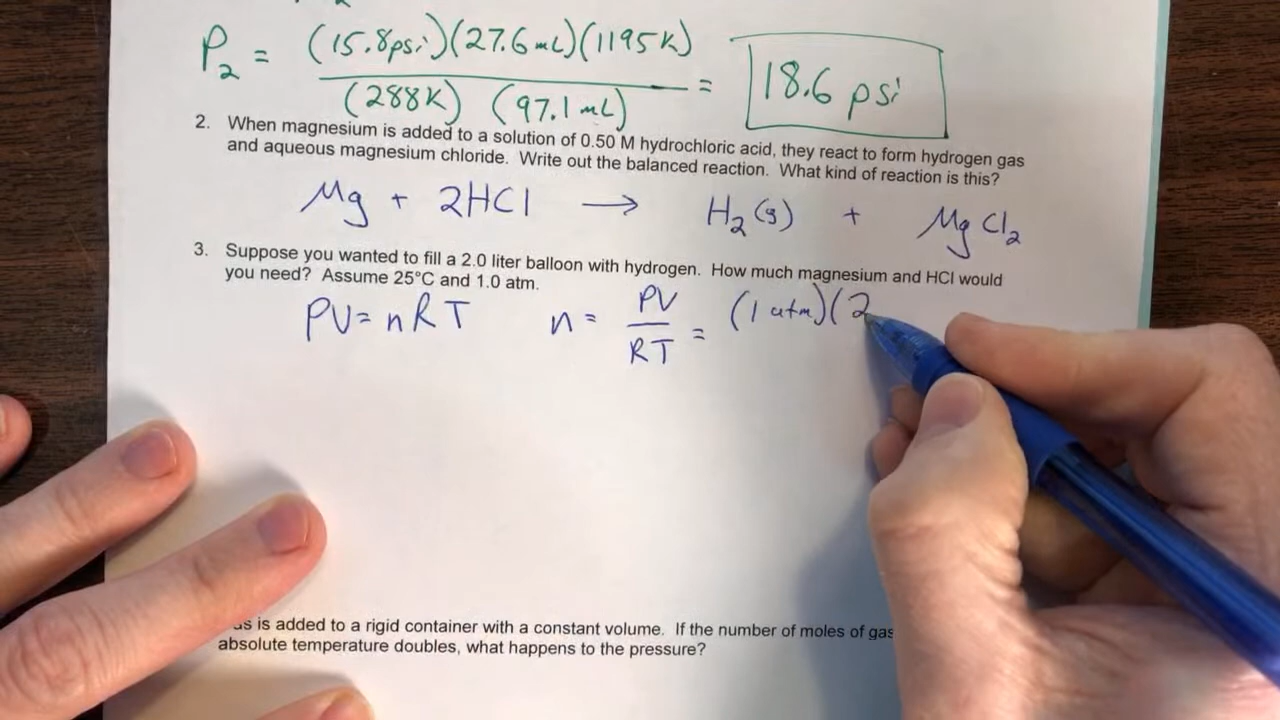 P₂ = (15.8psi)(27.6mL)(1195K) / (288K) (97.1mL) = 18.6 psi
2. When magnesium is added to a solution of 0.50 M hydrochloric acid, they react to form hydrogen gas
and aqueous magnesium chloride. Write out the balanced reaction. What kind of reaction is this?
Mg + 2HCl → H₂(g) + MgCl₂
3. Suppose you wanted to fill a 2.0 liter balloon with hydrogen. How much magnesium and HCl would
you need? Assume 25°C and 1.0 atm.
PV = nRT n = PV / RT = (1 atm)(2
is added to a rigid container with a constant volume. If the number of moles of gas
absolute temperature doubles, what happens to the pressure?